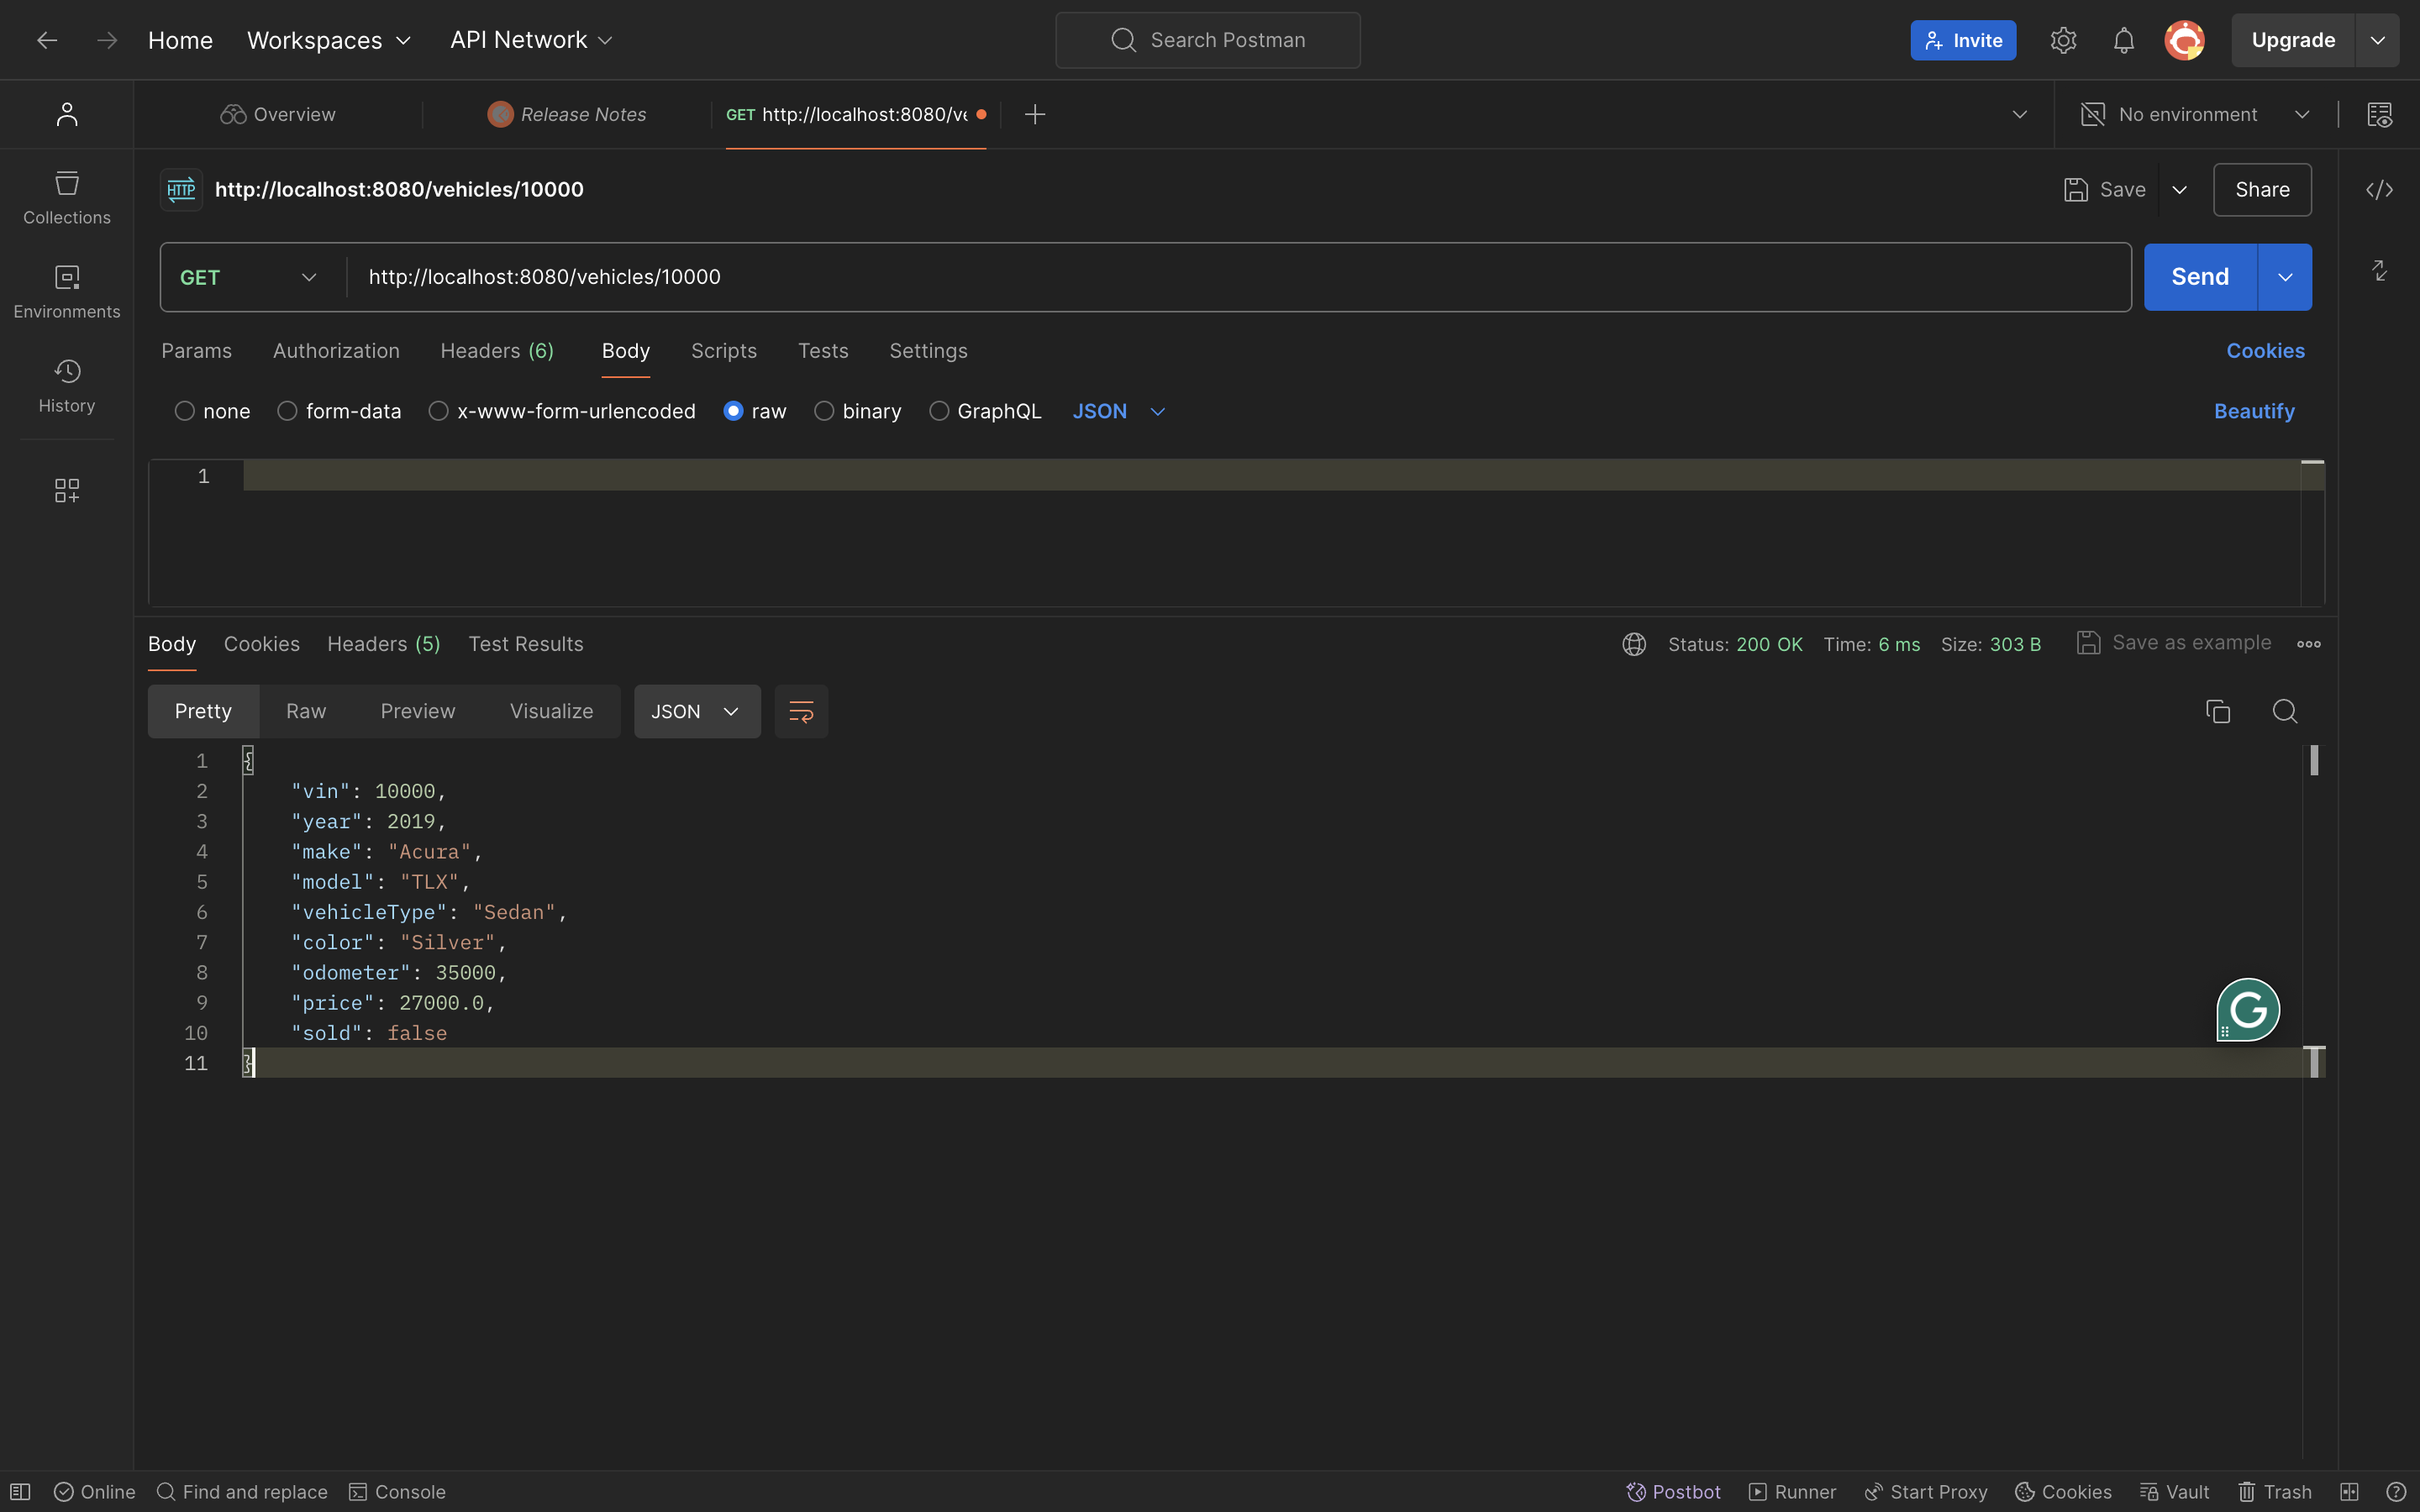 Home Workspaces API Network Search Postman Invite Upgrade
Overview Release Notes GET http://localhost:8080/ve No environment
HTTP http://localhost:8080/vehicles/10000 Save Share
Collections
GET http://localhost:8080/vehicles/10000 Send
Environments
Params Authorization Headers (6) Body Scripts Tests Settings Cookies
History
none form-data x-www-form-urlencoded raw binary GraphQL JSON Beautify
1
Body Cookies Headers (5) Test Results Status: 200 OK Time: 6 ms Size: 303 B Save as example
Pretty Raw Preview Visualize JSON
1 {
2 "vin": 10000,
3 "year": 2019,
4 "make": "Acura",
5 "model": "TLX",
6 "vehicleType": "Sedan",
7 "color": "Silver",
8 "odometer": 35000,
9 "price": 27000.0,
10 "sold": false
11 }
Online Find and replace Console Postbot Runner Start Proxy Cookies Vault Trash